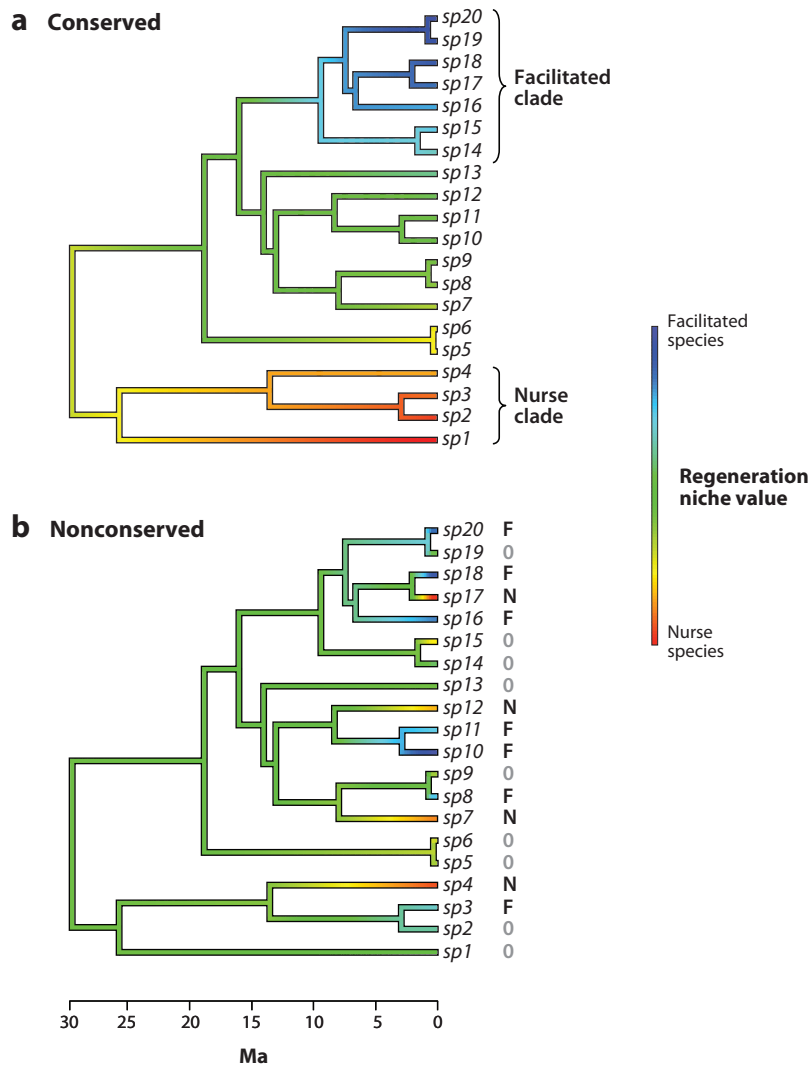 a Conserved
sp20
sp19
sp18
sp17
sp16
sp15
sp14
sp13
sp12
sp11
sp10
sp9
sp8
sp7
sp6
sp5
sp4
sp3
sp2
sp1
Facilitated
clade
Nurse
clade
Facilitated
species
Regeneration
niche value
Nurse
species
b Nonconserved
sp20 F
sp19 0
sp18 F
sp17 N
sp16 F
sp15 0
sp14 0
sp13 0
sp12 N
sp11 F
sp10 F
sp9 0
sp8 F
sp7 N
sp6 0
sp5 0
sp4 N
sp3 F
sp2 0
sp1 0
30 25 20 15 10 5 0
Ma